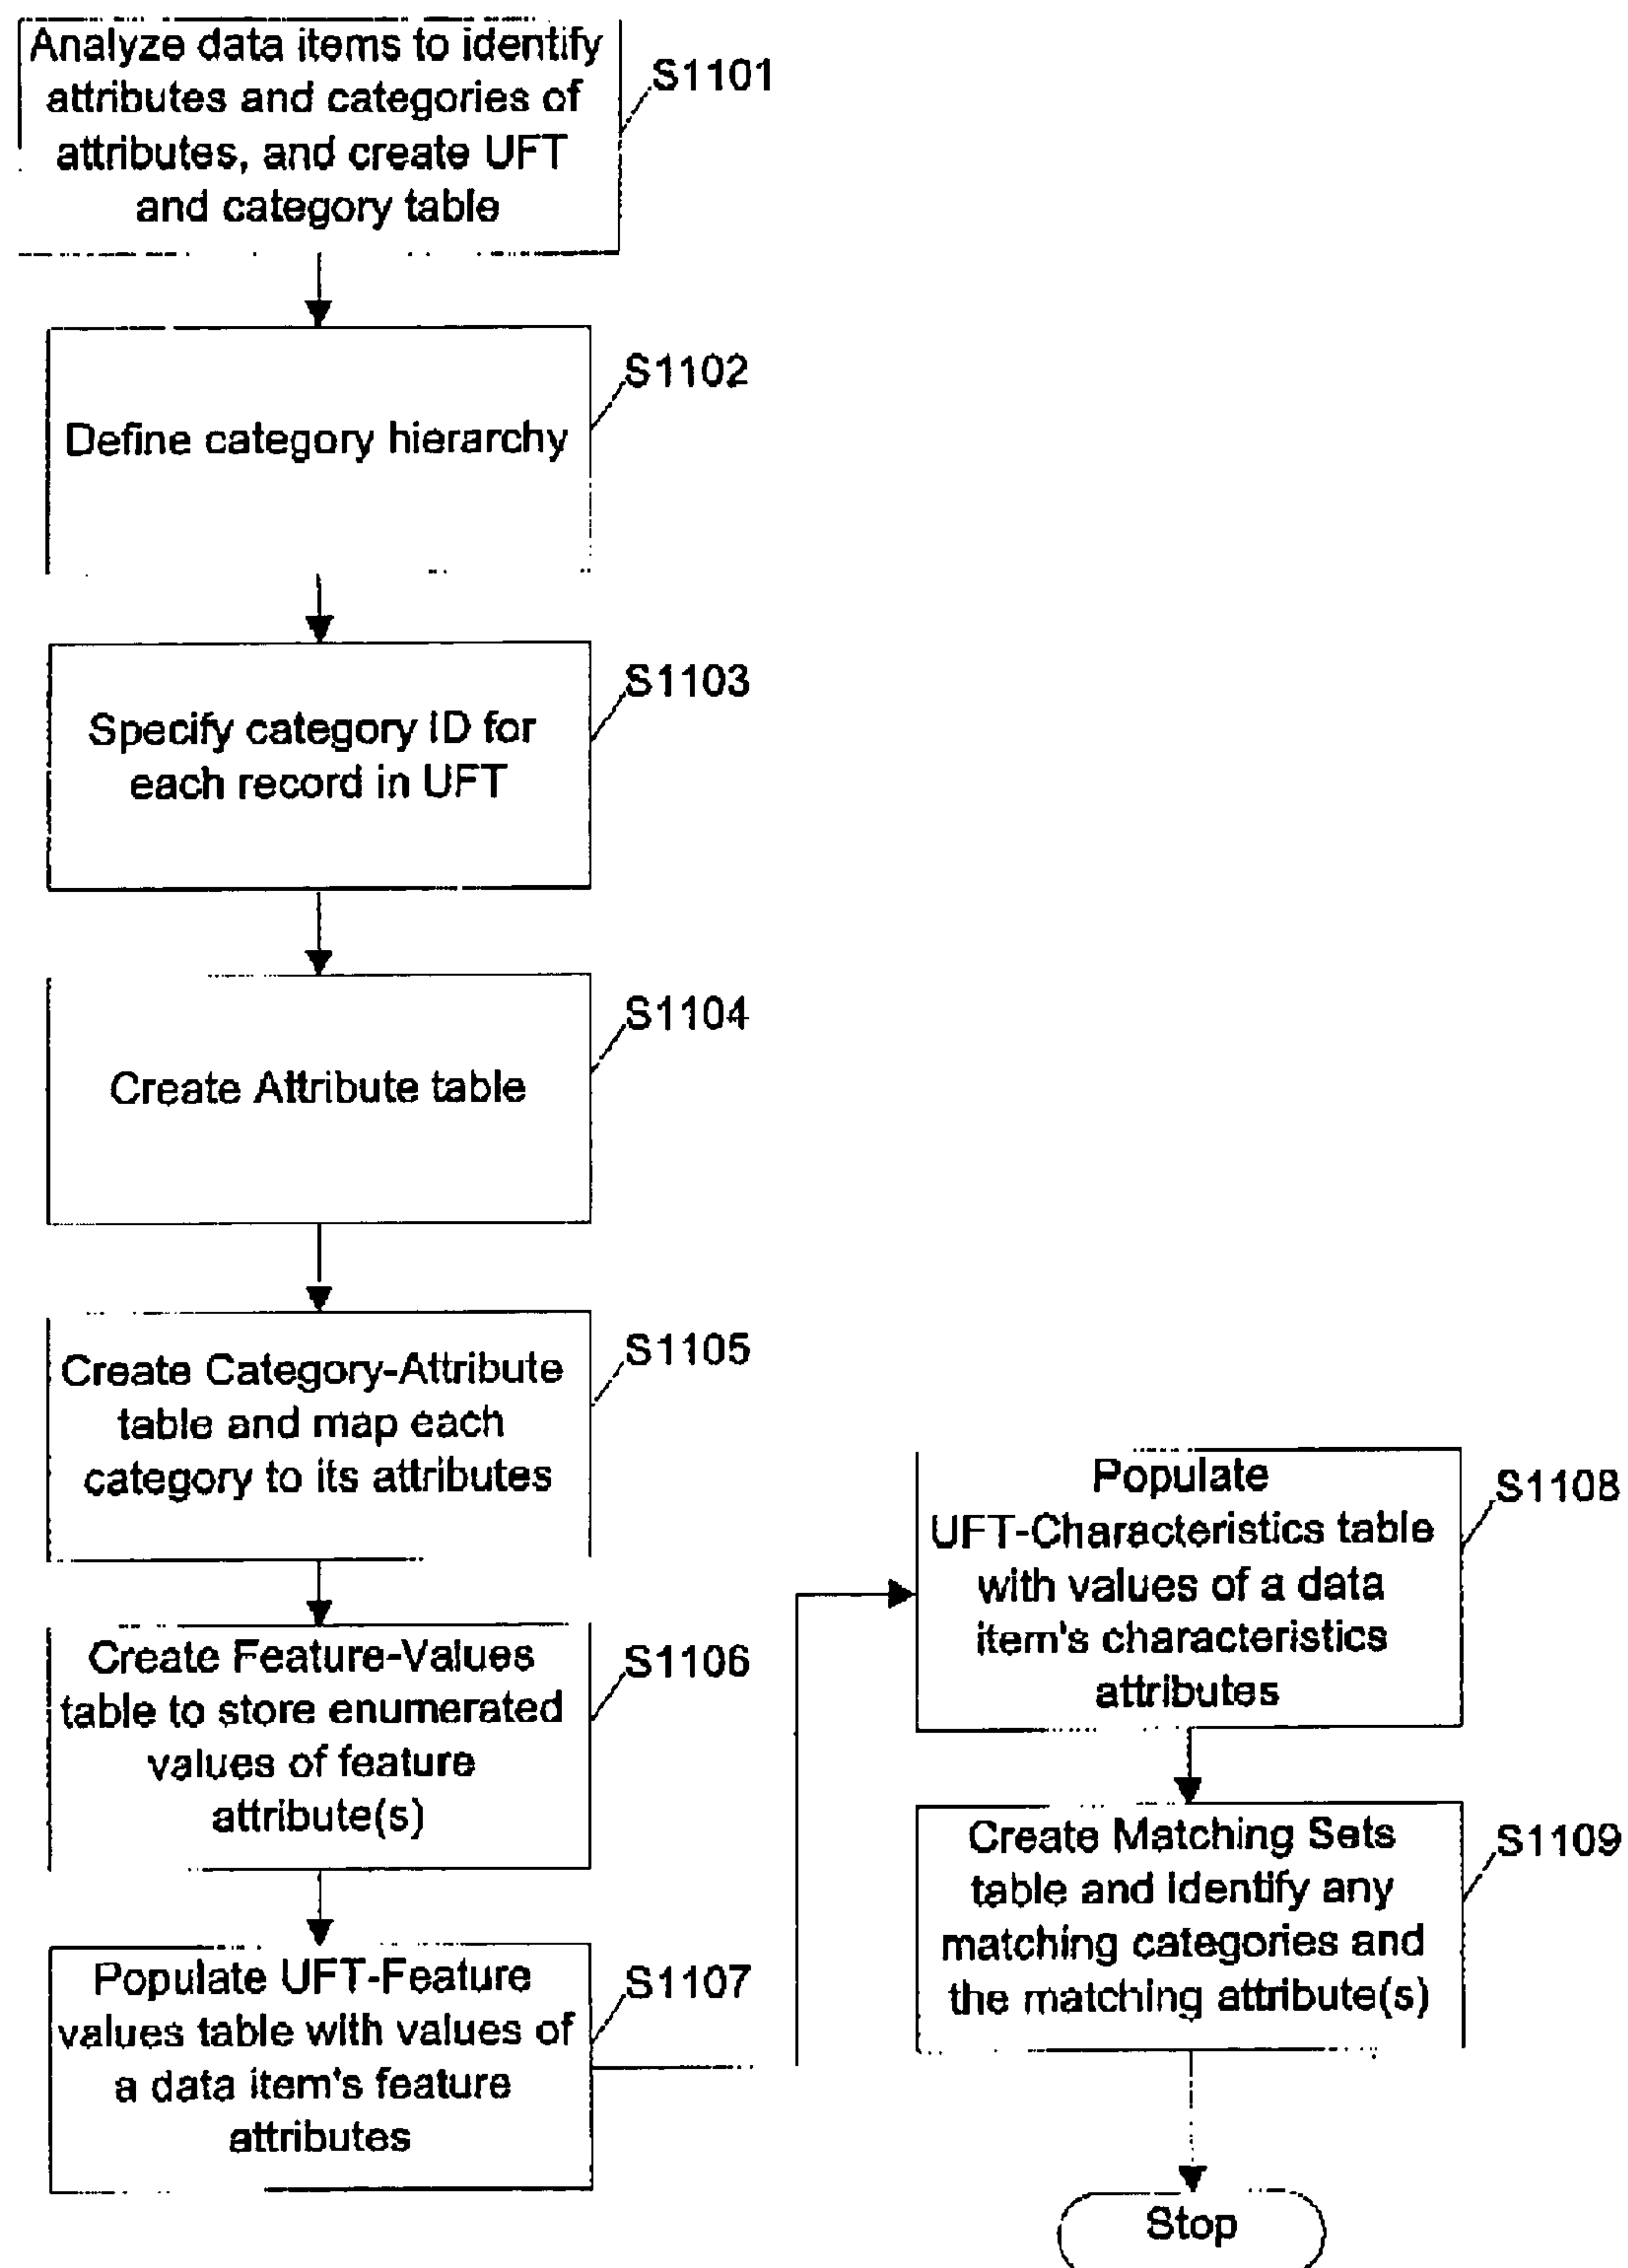 Analyze data items to identify
attributes and categories of
attributes, and create UFT
and category table
S1101
Define category hierarchy
S1102
Specify category ID for
each record in UFT
S1103
Create Attribute table
S1104
Create Category-Attribute
table and map each
category to its attributes
S1105
Create Feature-Values
table to store enumerated
values of feature
attribute(s)
S1106
Populate UFT-Feature
values table with values of
a data item's feature
attributes
S1107
Populate
UFT-Characteristics table
with values of a data
item's characteristics
attributes
S1108
Create Matching Sets
table and identify any
matching categories and
the matching attribute(s)
S1109
Stop